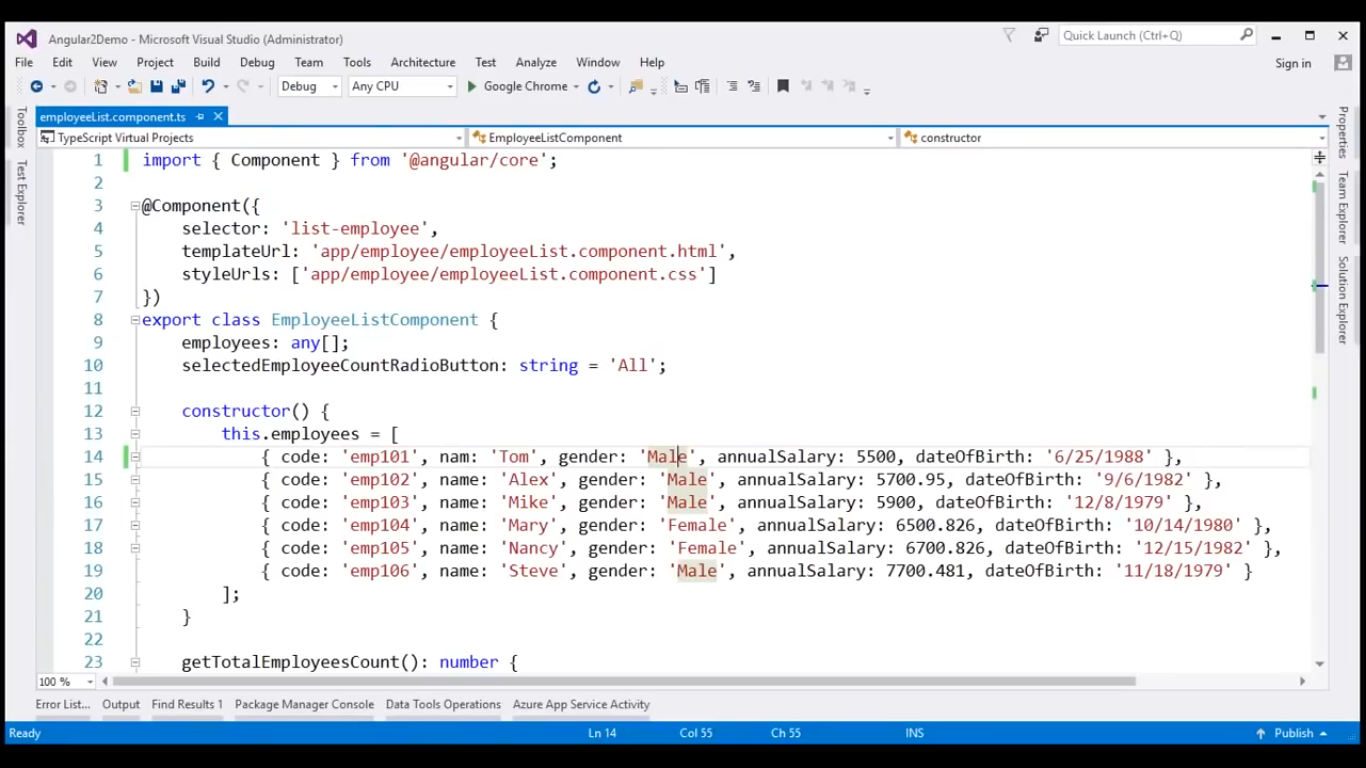 Angular2Demo - Microsoft Visual Studio (Administrator)
Quick Launch (Ctrl+Q)
File Edit View Project Build Debug Team Tools Architecture Test Analyze Window Help
Sign in
Debug Any CPU Google Chrome
Toolbox
Test Explorer
employeeList.component.ts
TypeScript Virtual Projects EmployeeListComponent constructor
1 import { Component } from '@angular/core';
2
3 @Component({
4 selector: 'list-employee',
5 templateUrl: 'app/employee/employeeList.component.html',
6 styleUrls: ['app/employee/employeeList.component.css']
7 })
8 export class EmployeeListComponent {
9 employees: any[];
10 selectedEmployeeCountRadioButton: string = 'All';
11
12 constructor() {
13 this.employees = [
14 { code: 'emp101', nam: 'Tom', gender: 'Male', annualSalary: 5500, dateOfBirth: '6/25/1988' },
15 { code: 'emp102', name: 'Alex', gender: 'Male', annualSalary: 5700.95, dateOfBirth: '9/6/1982' },
16 { code: 'emp103', name: 'Mike', gender: 'Male', annualSalary: 5900, dateOfBirth: '12/8/1979' },
17 { code: 'emp104', name: 'Mary', gender: 'Female', annualSalary: 6500.826, dateOfBirth: '10/14/1980' },
18 { code: 'emp105', name: 'Nancy', gender: 'Female', annualSalary: 6700.826, dateOfBirth: '12/15/1982' },
19 { code: 'emp106', name: 'Steve', gender: 'Male', annualSalary: 7700.481, dateOfBirth: '11/18/1979' }
20 ];
21 }
22
23 getTotalEmployeesCount(): number {
Properties
Team Explorer
Solution Explorer
100 %
Error List... Output Find Results 1 Package Manager Console Data Tools Operations Azure App Service Activity
Ready Ln 14 Col 55 Ch 55 INS Publish